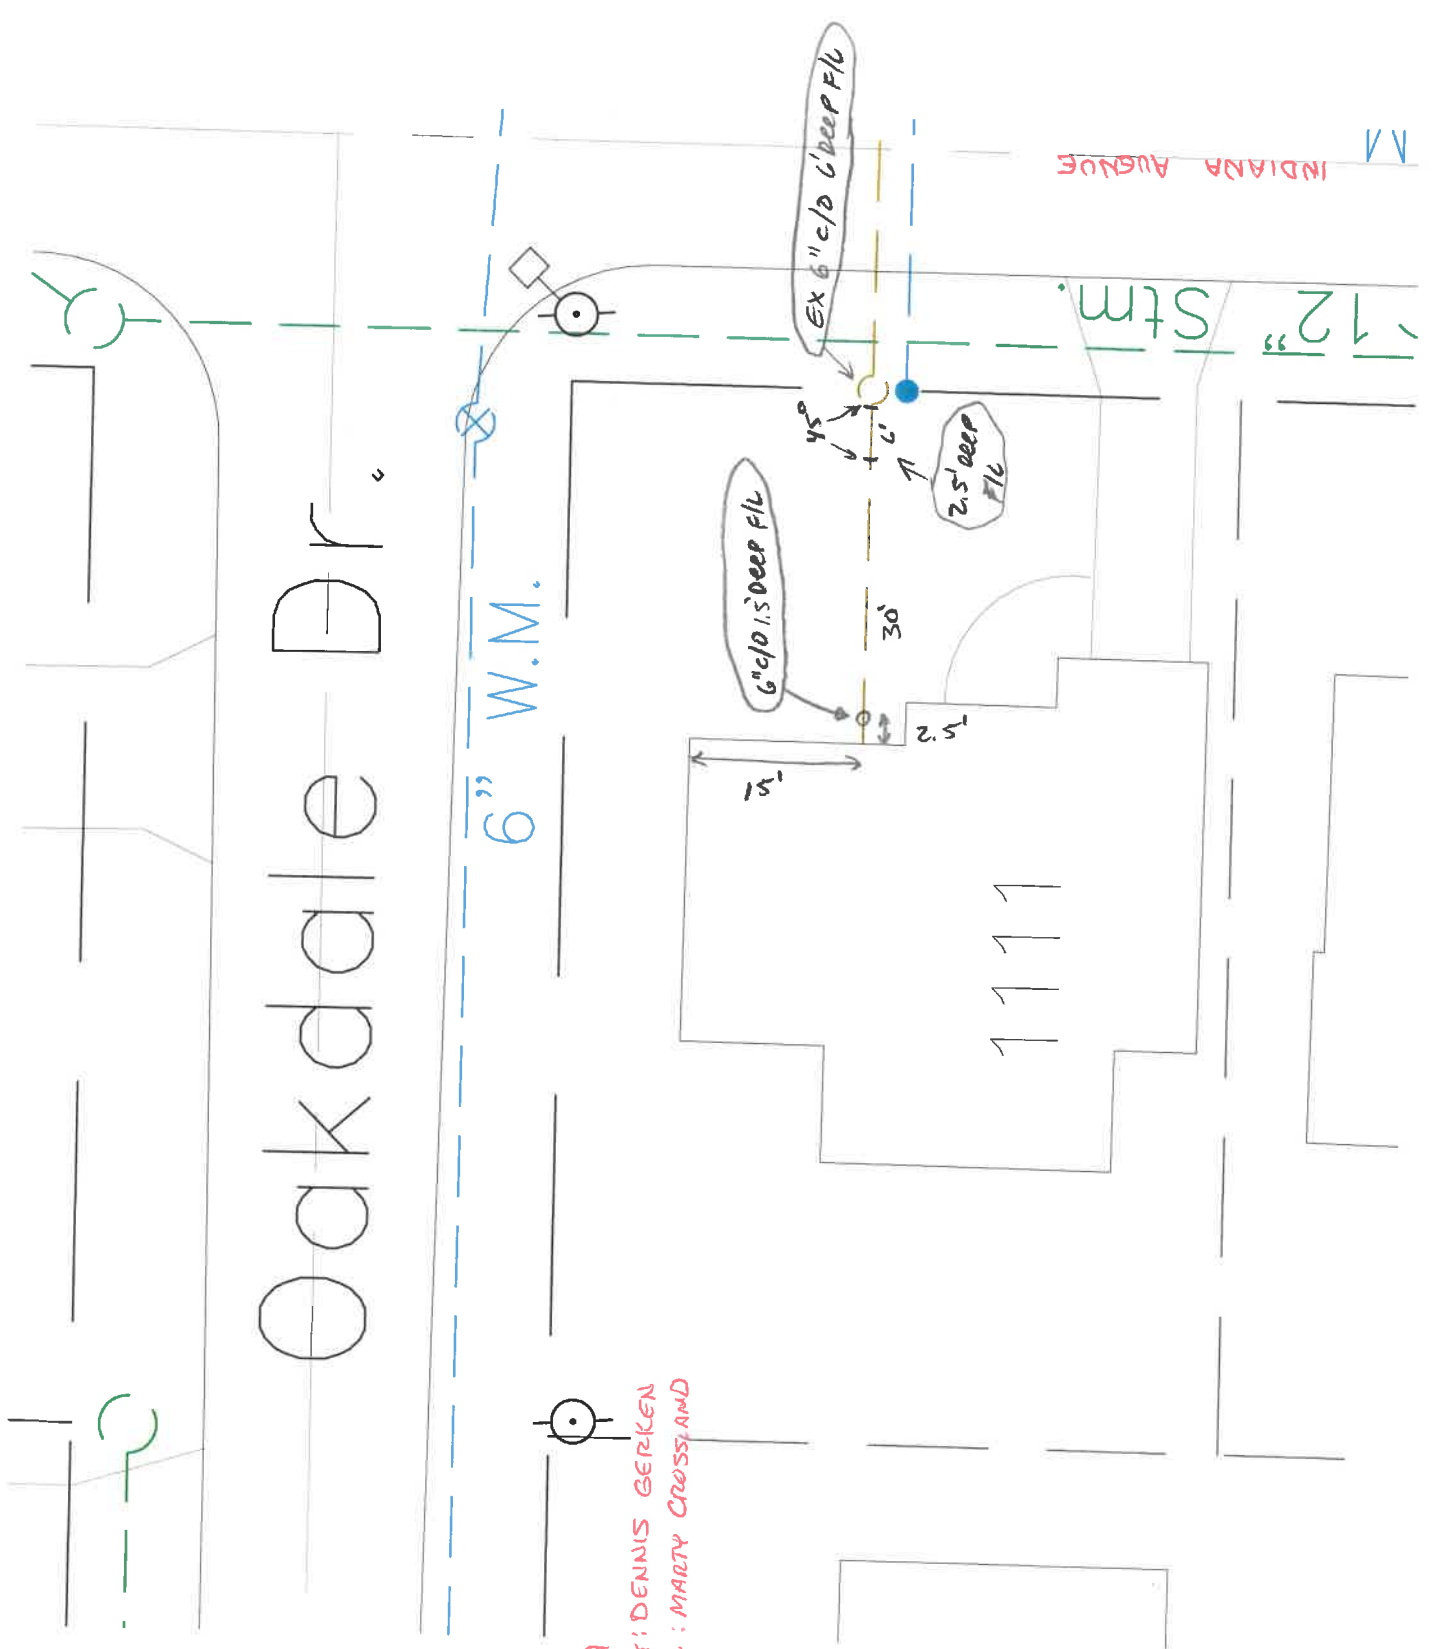 INDIANA AVENUE
`12" Stm.
Oakdale Dr.
6" W.M.
EX 6" C/O 6' DEEP F/L
45°
6'
2.5' DEEP
F/L
6" C/O 1.5' DEEP F/L
30'
2.5'
15'
1111
: DENNIS GERKEN
: MARTY CROSSLAND